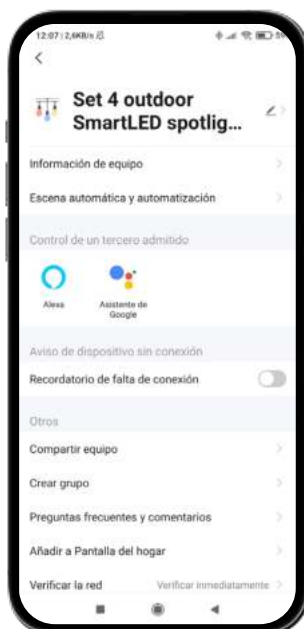 12:07 | 2,6KB/s
Set 4 outdoor
SmartLED spotlig...
Información de equipo
Escena automática y automatización
Control de un tercero admitido
Alexa
Asistente de
Google
Aviso de dispositivo sin conexión
Recordatorio de falta de conexión
Otros
Compartir equipo
Crear grupo
Preguntas frecuentes y comentarios
Añadir a Pantalla del hogar
Verificar la red Verificar inmediatamente